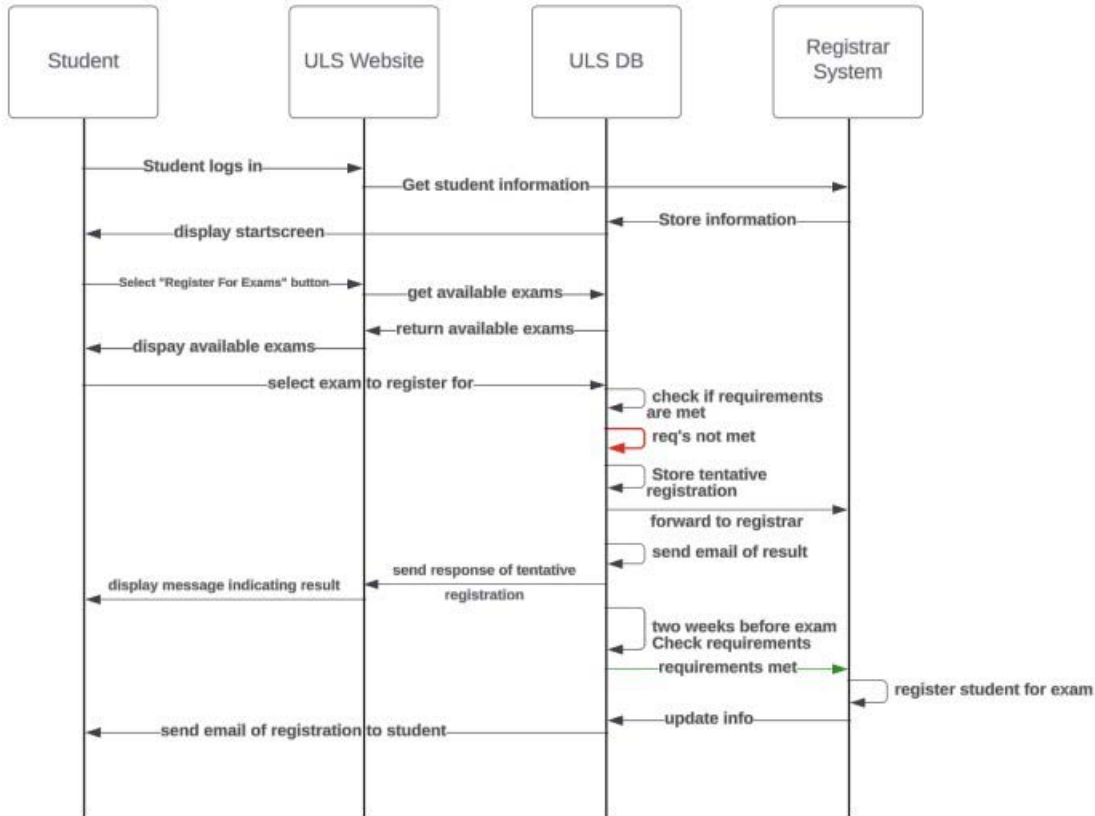 Student
ULS Website
ULS DB
Registrar
System
Student logs in
Get student information
Store information
display startscreen
Select "Register For Exams" button
get available exams
return available exams
dispay available exams
select exam to register for
check if requirements
are met
req's not met
Store tentative
registration
forward to registrar
send email of result
send response of tentative
registration
display message indicating result
two weeks before exam
Check requirements
requirements met
register student for exam
update info
send email of registration to student